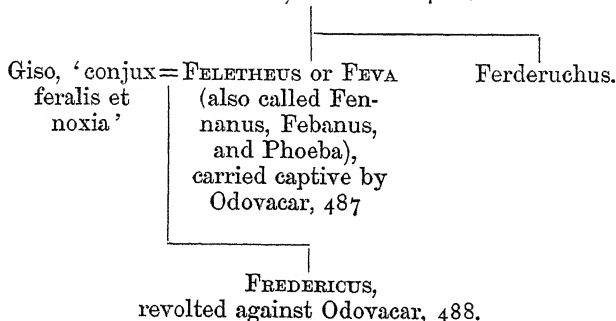 Giso, ‘conjux = FELETHEUS or FEVA Ferderuchus.
feralis et (also called Fen-
noxia’ nanus, Febanus,
and Phoeba),
carried captive by
Odovacar, 487
FREDERICUS,
revolted against Odovacar, 488.